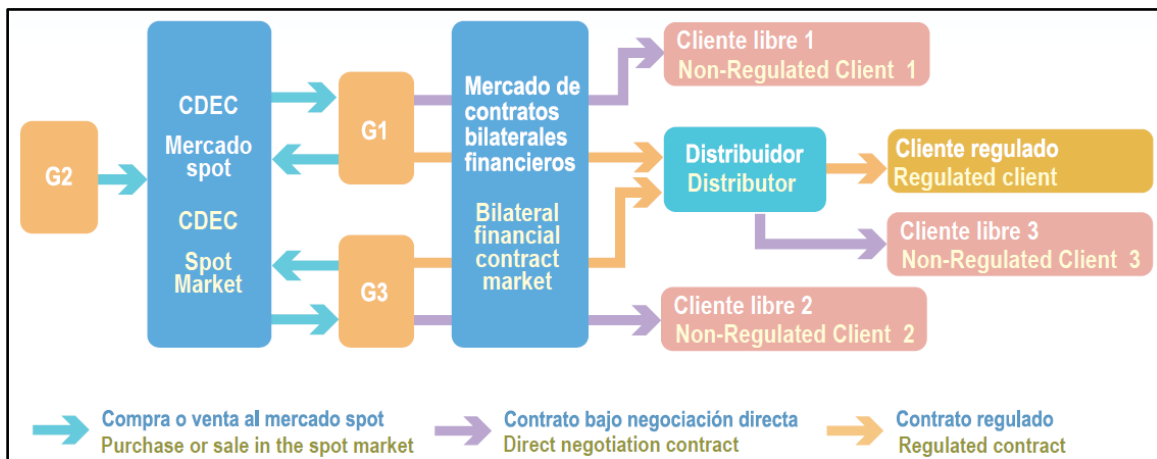 G2
CDEC
Mercado
spot
CDEC
Spot
Market
G1
G3
Mercado de
contratos
bilaterales
financieros
Bilateral
financial
contract
market
Cliente libre 1
Non-Regulated Client 1
Distribuidor
Distributor
Cliente regulado
Regulated client
Cliente libre 3
Non-Regulated Client 3
Cliente libre 2
Non-Regulated Client 2
Compra o venta al mercado spot
Purchase or sale in the spot market
Contrato bajo negociación directa
Direct negotiation contract
Contrato regulado
Regulated contract